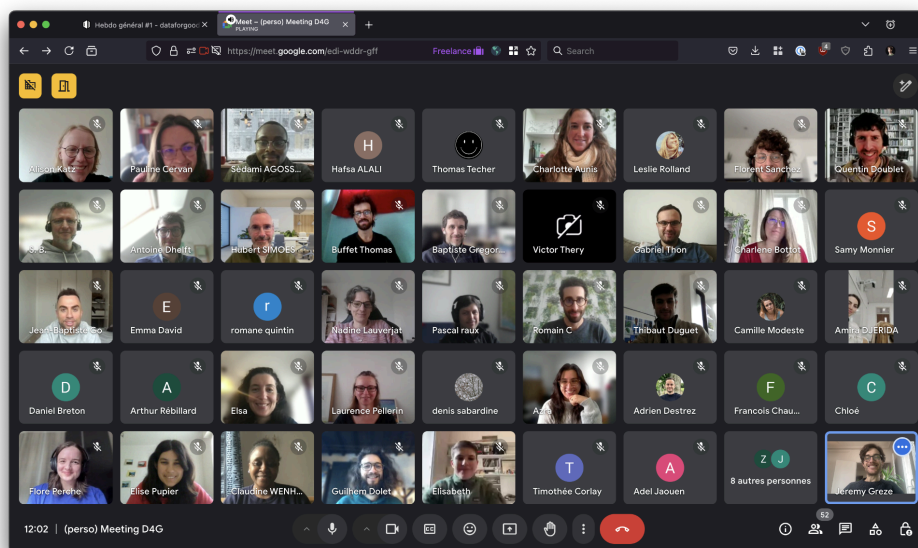 Hebdo général #1 - dataforgood
Meet – (perso) Meeting D4G
PLAYING
https://meet.google.com/edi-wddr-gff
Freelance
Search
4
Alison Katz
Pauline Cervan
Sèdami AGOSS...
H
Hafsa ALALI
Thomas Techer
Charlotte Aunis
Leslie Rolland
Florent Sanchez
Quentin Doublet
S. B.
Antoine Dhelft
Hubert SIMOES
Buffet Thomas
Baptiste Gregor...
Victor Thery
Gabriel Thon
Charlène Bottot
S
Samy Monnier
Jean-Baptiste Go
E
Emma David
r
romane quintin
Nadine Lauverjat
Pascal raux
Romain C
Thibaut Duguet
Camille Modeste
Amira DJERIDA
D
Daniel Breton
A
Arthur Rébillard
Elsa
Laurence Pellerin
denis sabardine
Azra
Adrien Destrez
F
Francois Chau...
C
Chloé
Flore Perche
Elise Pupier
Claudine WENH...
Guilhem Dolet
Elisabeth
T
Timothée Corlay
A
Adel Jaouen
Z J
8 autres personnes
Jeremy Greze
12:02 | (perso) Meeting D4G
CC
52